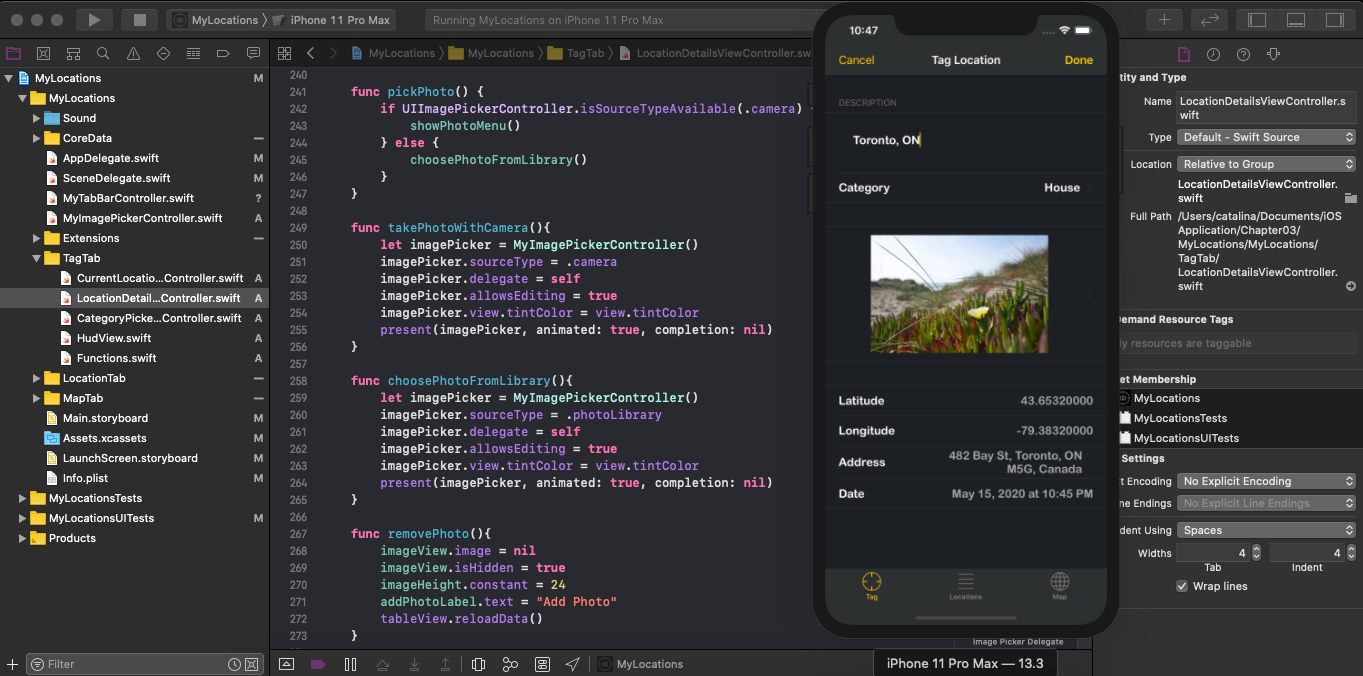 MyLocations
iPhone 11 Pro Max
Running MyLocations on iPhone 11 Pro Max
MyLocations M
MyLocations
Sound
CoreData
AppDelegate.swift M
SceneDelegate.swift M
MyTabBarController.swift ?
MyImagePickerController.swift A
Extensions
TagTab
CurrentLocatio...Controller.swift A
LocationDetail...Controller.swift A
CategoryPicke...Controller.swift A
HudView.swift A
Functions.swift A
LocationTab
MapTab
Main.storyboard M
Assets.xcassets M
LaunchScreen.storyboard M
Info.plist M
MyLocationsTests
MyLocationsUITests M
Products
Filter
MyLocations
MyLocations
TagTab
LocationDetailsViewController.sw
240
241 func pickPhoto() {
242 if UIImagePickerController.isSourceTypeAvailable(.camera)
243 showPhotoMenu()
244 } else {
245 choosePhotoFromLibrary()
246 }
247 }
248
249 func takePhotoWithCamera(){
250 let imagePicker = MyImagePickerController()
251 imagePicker.sourceType = .camera
252 imagePicker.delegate = self
253 imagePicker.allowsEditing = true
254 imagePicker.view.tintColor = view.tintColor
255 present(imagePicker, animated: true, completion: nil)
256 }
257
258 func choosePhotoFromLibrary(){
259 let imagePicker = MyImagePickerController()
260 imagePicker.sourceType = .photoLibrary
261 imagePicker.delegate = self
262 imagePicker.allowsEditing = true
263 imagePicker.view.tintColor = view.tintColor
264 present(imagePicker, animated: true, completion: nil)
265 }
266
267 func removePhoto(){
268 imageView.image = nil
269 imageView.isHidden = true
270 imageHeight.constant = 24
271 addPhotoLabel.text = "Add Photo"
272 tableView.reloadData()
273 }
MyLocations
10:47
Cancel
Tag Location
Done
DESCRIPTION
Toronto, ON
Category House
Latitude 43.65320000
Longitude -79.38320000
Address 482 Bay St, Toronto, ON
M5G, Canada
Date May 15, 2020 at 10:45 PM
Tag
Locations
Map
Image Picker Delegate
iPhone 11 Pro Max — 13.3
tity and Type
Name LocationDetailsViewController.s
wift
Type Default - Swift Source
Location Relative to Group
LocationDetailsViewController.
swift
Full Path /Users/catalina/Documents/iOS
Application/Chapter03/
MyLocations/MyLocations/
TagTab/
LocationDetailsViewController.
swift
Demand Resource Tags
ly resources are taggable
et Membership
MyLocations
MyLocationsTests
MyLocationsUITests
Settings
t Encoding No Explicit Encoding
ne Endings No Explicit Line Endings
dent Using Spaces
Widths 4 4
Tab Indent
Wrap lines